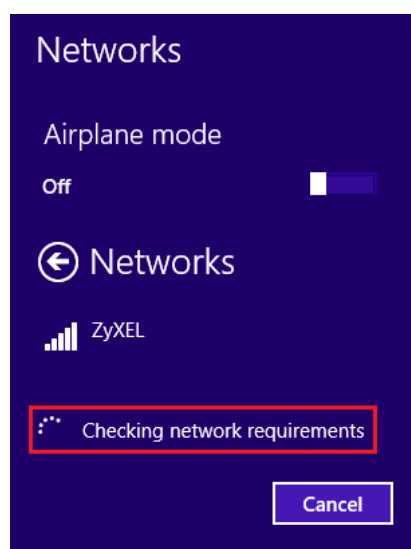 Networks
Airplane mode
Off
Networks
ZyXEL
Checking network requirements
Cancel